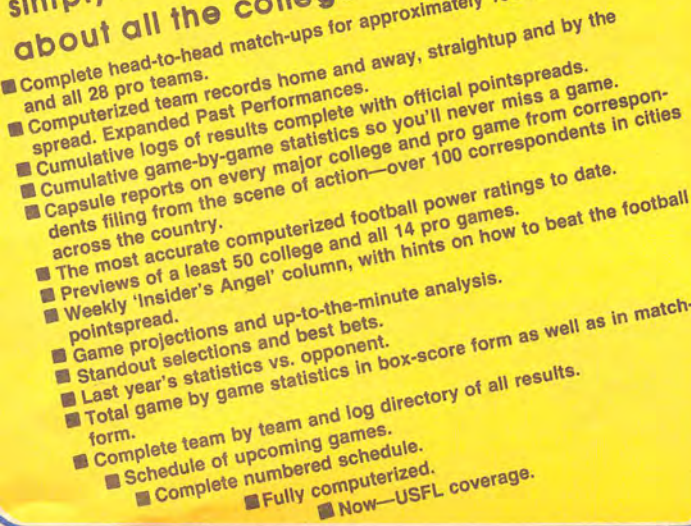 simply
about all the colleg
■ Complete head-to-head match-ups for approximately
and all 28 pro teams.
■ Computerized team records home and away, straightup and by the
spread. Expanded Past Performances.
■ Cumulative logs of results complete with official pointspreads.
■ Cumulative game-by-game statistics so you'll never miss a game.
■ Capsule reports on every major college and pro game from correspon-
dents filing from the scene of action—over 100 correspondents in cities
across the country.
■ The most accurate computerized football power ratings to date.
■ Previews of a least 50 college and all 14 pro games.
■ Weekly 'Insider's Angel' column, with hints on how to beat the football
pointspread.
■ Game projections and up-to-the-minute analysis.
■ Standout selections and best bets.
■ Last year's statistics vs. opponent.
■ Total game by game statistics in box-score form as well as in match-
form.
■ Complete team by team and log directory of all results.
■ Schedule of upcoming games.
■ Complete numbered schedule.
■ Fully computerized.
■ Now—USFL coverage.